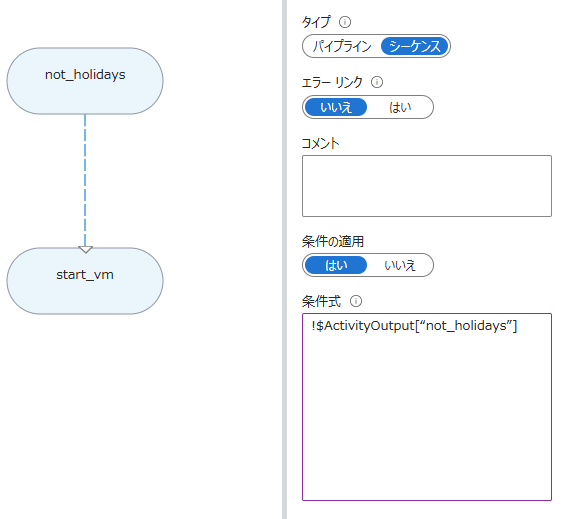 not_holidays
start_vm
タイプ
パイプライン シーケンス
エラー リンク
いいえ はい
コメント
条件の適用
はい いいえ
条件式
!$ActivityOutput[“not_holidays”]